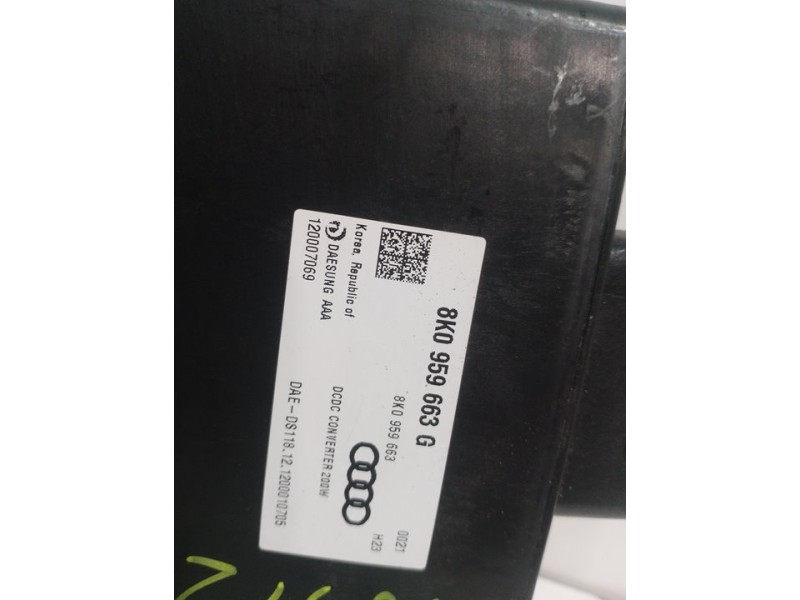 8K0 959 663 G
8K0 959 663
0021
H23
Korea, Republic of
DAESUNG AAA
120007069
DCDC CONVERTER 200W
DAE-DS118.12.1200010705